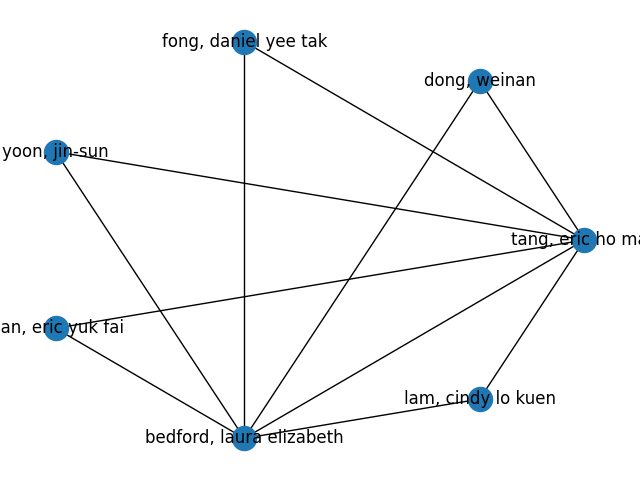 fong, daniel yee tak
dong, weinan
yoon, jin-sun
tang, eric ho ma
an, eric yuk fai
lam, cindy lo kuen
bedford, laura elizabeth